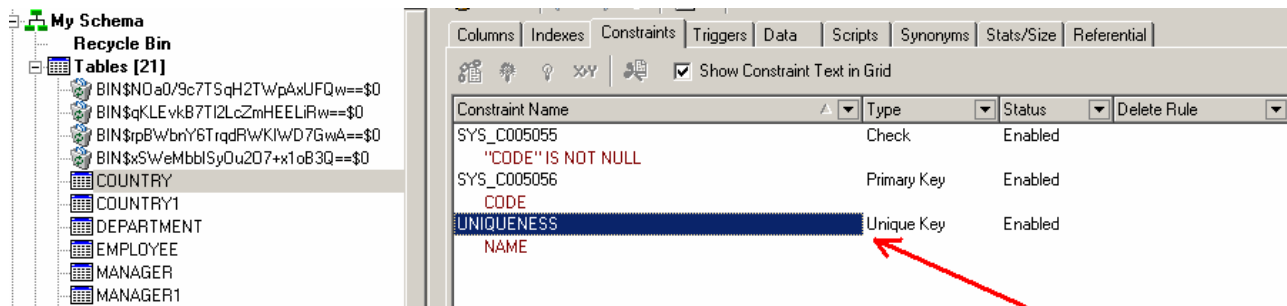 My Schema
Recycle Bin
Tables [21]
BIN$NOa0/9c7TSqH2TWpAxUFQw==$0
BIN$qKLEvkB7Tl2LcZmHEELiRw==$0
BIN$rpBWbnY6TrqdRWKlWD7GwA==$0
BIN$xSWeMbblSyOu2O7+x1oB3Q==$0
COUNTRY
COUNTRY1
DEPARTMENT
EMPLOYEE
MANAGER
MANAGER1
Columns Indexes Constraints Triggers Data Scripts Synonyms Stats/Size Referential
Show Constraint Text in Grid
Constraint Name Type Status Delete Rule
SYS_C005055 Check Enabled
"CODE" IS NOT NULL
SYS_C005056 Primary Key Enabled
CODE
UNIQUENESS Unique Key Enabled
NAME